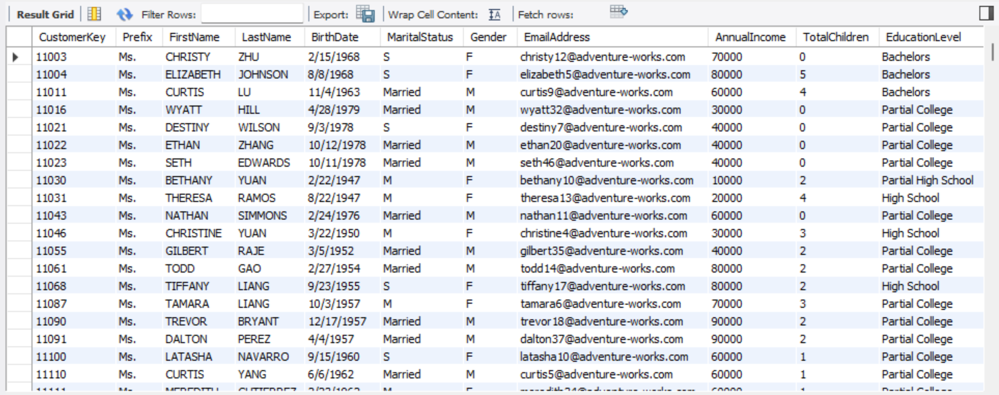 Result Grid Filter Rows: Export: Wrap Cell Content: IA Fetch rows:
CustomerKey Prefix FirstName LastName BirthDate MaritalStatus Gender EmailAddress AnnualIncome TotalChildren EducationLevel
11003 Ms. CHRISTY ZHU 2/15/1968 S F christy12@adventure-works.com 70000 0 Bachelors
11004 Ms. ELIZABETH JOHNSON 8/8/1968 S F elizabeth5@adventure-works.com 80000 5 Bachelors
11011 Ms. CURTIS LU 11/4/1963 Married M curtis9@adventure-works.com 60000 4 Bachelors
11016 Ms. WYATT HILL 4/28/1979 Married M wyatt32@adventure-works.com 30000 0 Partial College
11021 Ms. DESTINY WILSON 9/3/1978 S F destiny7@adventure-works.com 40000 0 Partial College
11022 Ms. ETHAN ZHANG 10/12/1978 Married M ethan20@adventure-works.com 40000 0 Partial College
11023 Ms. SETH EDWARDS 10/11/1978 Married M seth46@adventure-works.com 40000 0 Partial College
11030 Ms. BETHANY YUAN 2/22/1947 M F bethany10@adventure-works.com 10000 2 Partial High School
11031 Ms. THERESA RAMOS 8/22/1947 M F theresa13@adventure-works.com 20000 4 High School
11043 Ms. NATHAN SIMMONS 2/24/1976 Married M nathan11@adventure-works.com 60000 0 Partial College
11046 Ms. CHRISTINE YUAN 3/22/1950 M F christine4@adventure-works.com 30000 3 High School
11055 Ms. GILBERT RAJE 3/5/1952 Married M gilbert35@adventure-works.com 40000 2 Partial College
11061 Ms. TODD GAO 2/27/1954 Married M todd14@adventure-works.com 80000 2 Partial College
11068 Ms. TIFFANY LIANG 9/23/1955 S F tiffany17@adventure-works.com 80000 2 High School
11087 Ms. TAMARA LIANG 10/3/1957 M F tamara6@adventure-works.com 70000 3 Partial College
11090 Ms. TREVOR BRYANT 12/17/1957 Married M trevor18@adventure-works.com 90000 2 Partial College
11091 Ms. DALTON PEREZ 4/4/1957 Married M dalton37@adventure-works.com 90000 2 Partial College
11100 Ms. LATASHA NAVARRO 9/15/1960 S F latasha10@adventure-works.com 60000 1 Partial College
11110 Ms. CURTIS YANG 6/6/1962 Married M curtis5@adventure-works.com 60000 1 Partial College